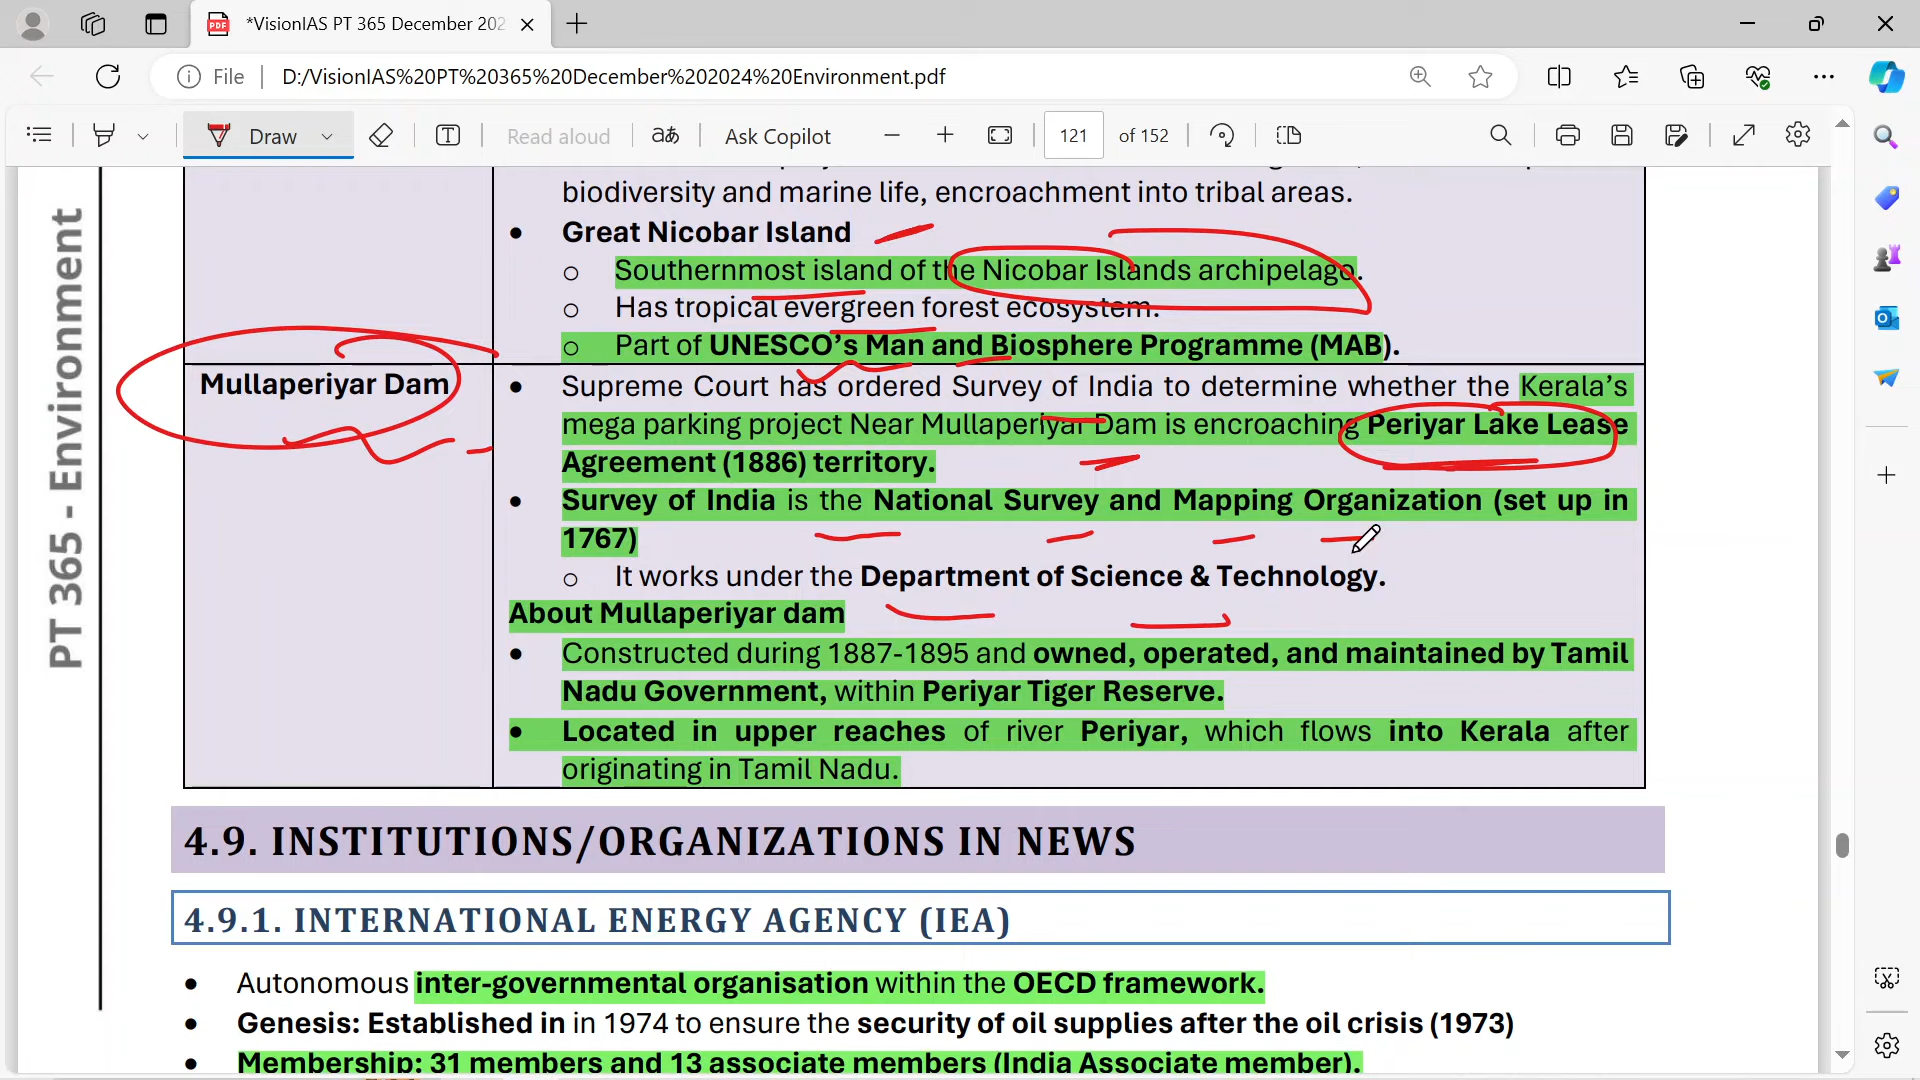 *VisionIAS PT 365 December 202
File
D:/VisionIAS%20PT%20365%20December%202024%20Environment.pdf
Draw
Read aloud
aあ
Ask Copilot
121
of 152
PT 365 - Environment
biodiversity and marine life, encroachment into tribal areas.
• Great Nicobar Island
o Southernmost island of the Nicobar Islands archipelago.
o Has tropical evergreen forest ecosystem.
o Part of UNESCO's Man and Biosphere Programme (MAB).
Mullaperiyar Dam
• Supreme Court has ordered Survey of India to determine whether the Kerala's
mega parking project Near Mullaperiyar Dam is encroaching Periyar Lake Lease
Agreement (1886) territory.
• Survey of India is the National Survey and Mapping Organization (set up in
1767)
o It works under the Department of Science & Technology.
About Mullaperiyar dam
• Constructed during 1887-1895 and owned, operated, and maintained by Tamil
Nadu Government, within Periyar Tiger Reserve.
• Located in upper reaches of river Periyar, which flows into Kerala after
originating in Tamil Nadu.
4.9. INSTITUTIONS/ORGANIZATIONS IN NEWS
4.9.1. INTERNATIONAL ENERGY AGENCY (IEA)
• Autonomous inter-governmental organisation within the OECD framework.
• Genesis: Established in in 1974 to ensure the security of oil supplies after the oil crisis (1973)
• Membership: 31 members and 13 associate members (India Associate member).